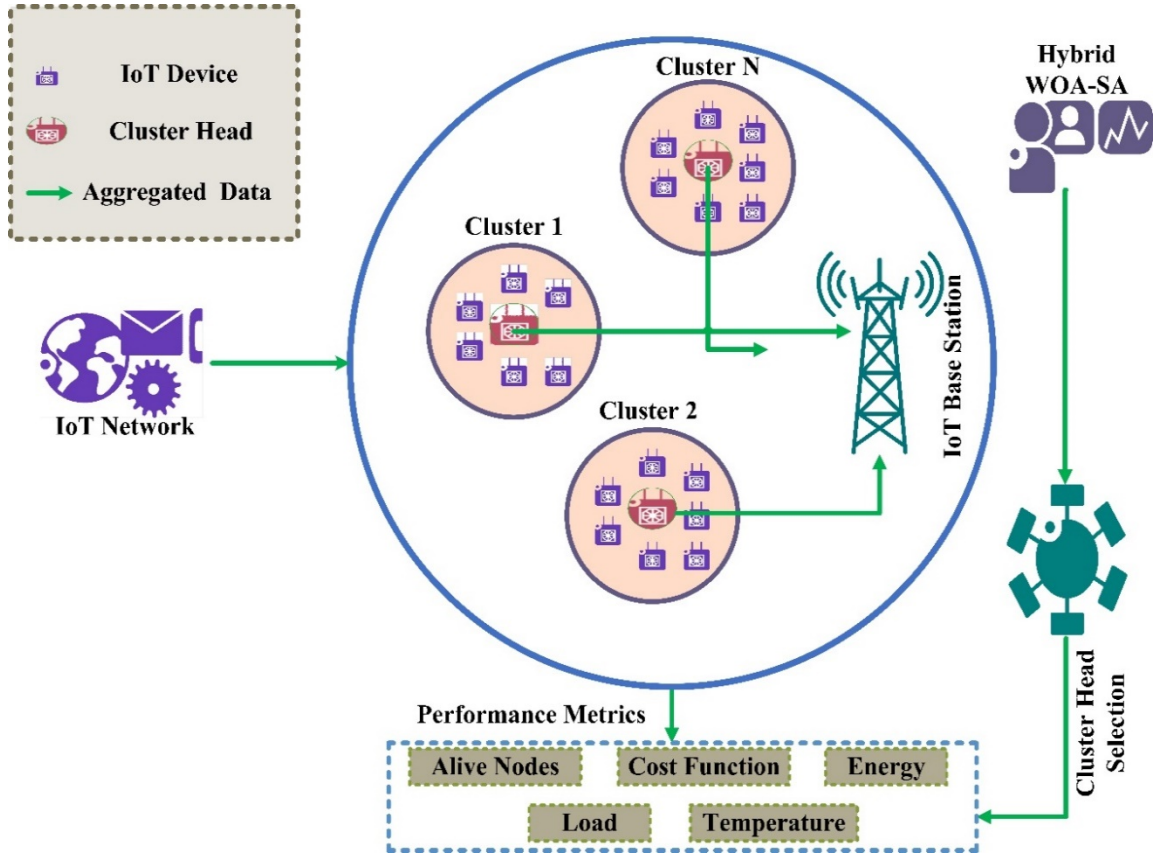 IoT Device
Cluster Head
Aggregated Data
Cluster N
Hybrid
WOA-SA
Cluster 1
IoT Network
IoT Base Station
Cluster 2
Cluster Head
Selection
Performance Metrics
Alive Nodes
Cost Function
Energy
Load
Temperature